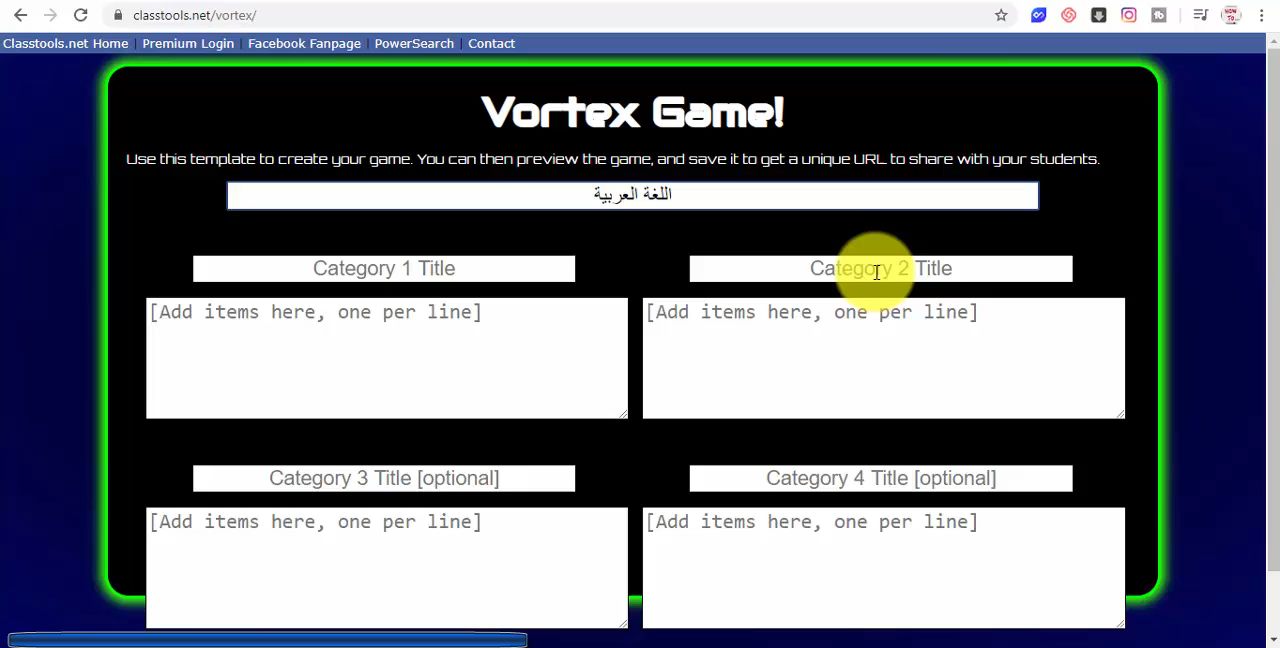 classtools.net/vortex/
Classtools.net Home | Premium Login | Facebook Fanpage | PowerSearch | Contact
Vortex Game!
Use this template to create your game. You can then preview the game, and save it to get a unique URL to share with your students.
اللغة العربية
Category 1 Title
Category 2 Title
[Add items here, one per line]
[Add items here, one per line]
Category 3 Title [optional]
Category 4 Title [optional]
[Add items here, one per line]
[Add items here, one per line]